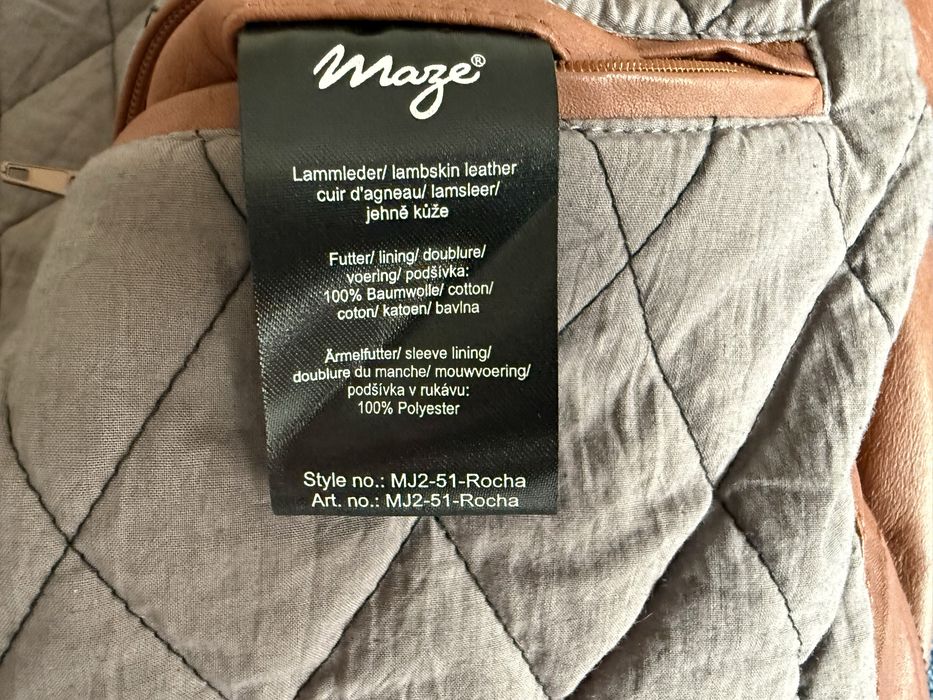 Maze®
Lammleder/ lambskin leather
cuir d'agneau/ lamsleer/
jehně kůže
Futter/ lining/ doublure/
voering/ podšívka:
100% Baumwolle/ cotton/
coton/ katoen/ bavlna
Ärmelfutter/ sleeve lining/
doublure du manche/ mouwvoering/
podšívka v rukávu:
100% Polyester
Style no.: MJ2-51-Rocha
Art. no.: MJ2-51-Rocha